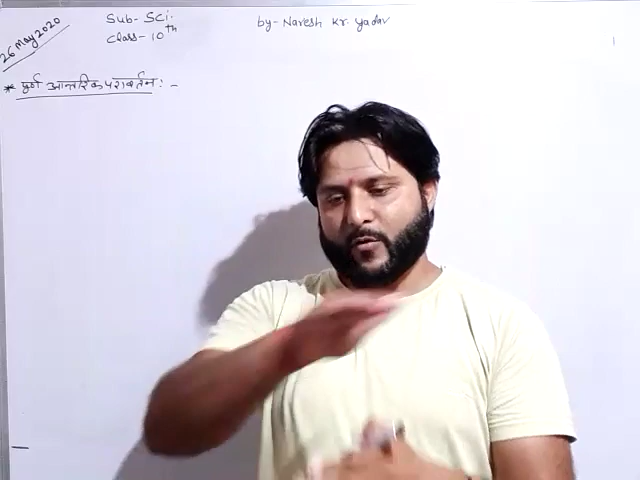 26 May 2020
Sub- Sci.
Class- 10th
by- Naresh Kr. Yadav
* पूर्ण आन्तरिक परावर्तन: -